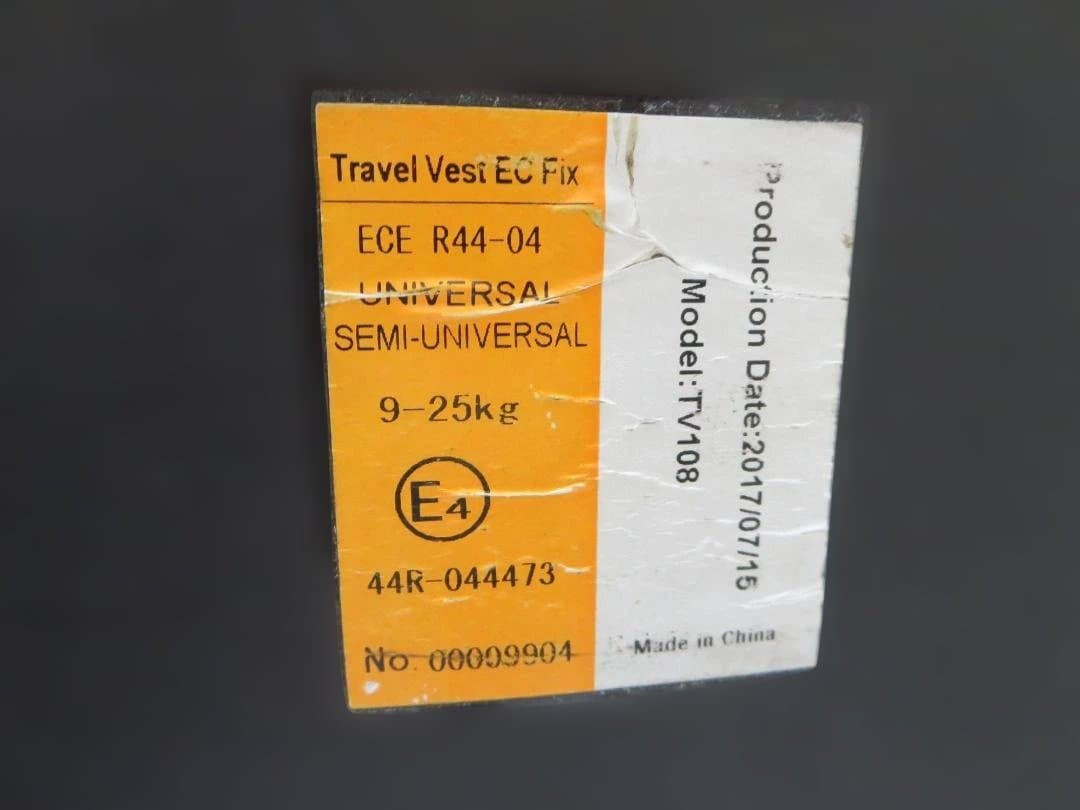 Travel Vest EC Fix
ECE R44-04
UNIVERSAL
SEMI-UNIVERSAL
9-25kg
E4
44R-044473
No. 00009904
Production Date:2017/07/15
Model:TV108
Made in China